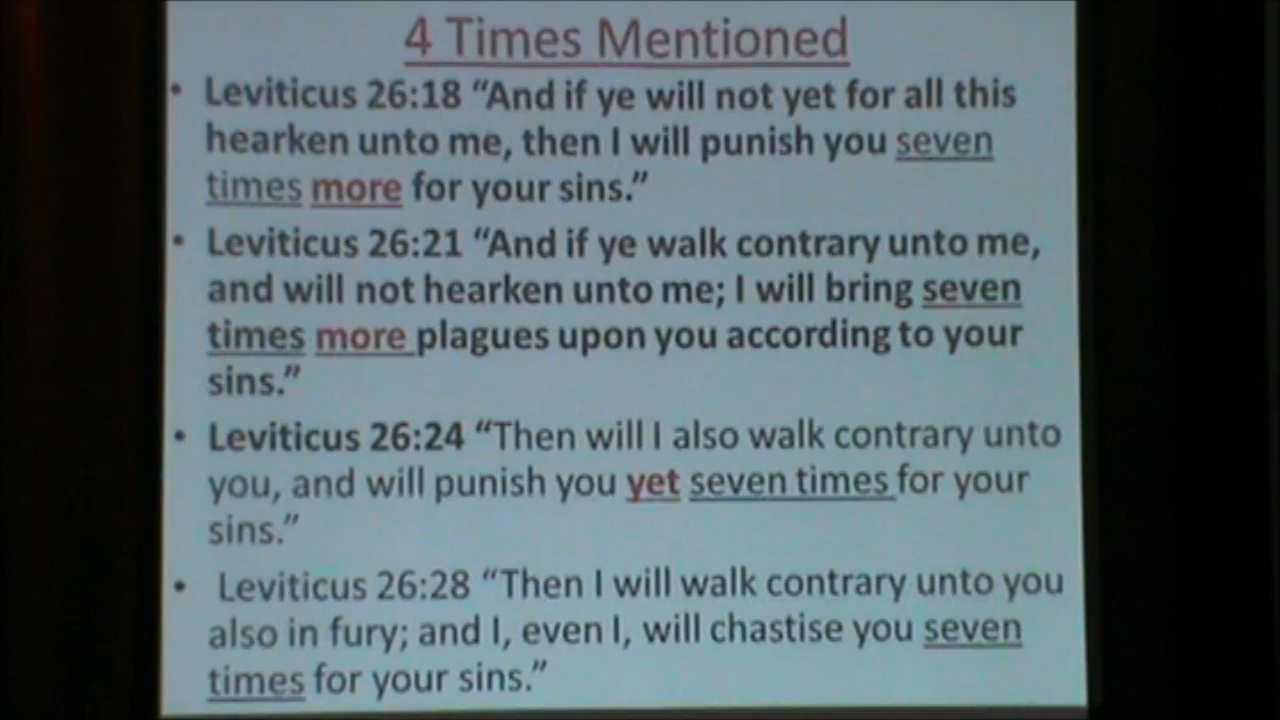 4 Times Mentioned
• Leviticus 26:18 “And if ye will not yet for all this
hearken unto me, then I will punish you seven
times more for your sins.”
• Leviticus 26:21 “And if ye walk contrary unto me,
and will not hearken unto me; I will bring seven
times more plagues upon you according to your
sins.”
• Leviticus 26:24 “Then will I also walk contrary unto
you, and will punish you yet seven times for your
sins.”
• Leviticus 26:28 “Then I will walk contrary unto you
also in fury; and I, even I, will chastise you seven
times for your sins.”